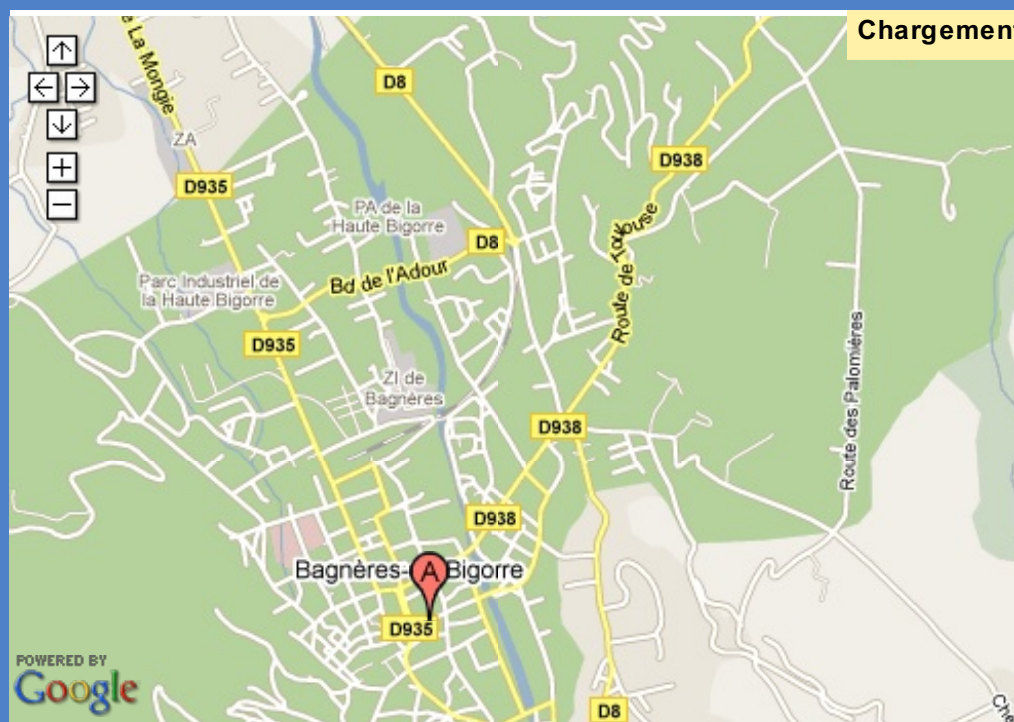 Chargement
e La Mongie
D8
ZA
D938
D935
PA de la
Haute Bigorre
D8
Route de Toulouse
Bd de l'Adour
Parc Industriel de
la Haute Bigorre
D935
Route des Palomières
ZI de
Bagnères
D938
D938
Bagnères- A Bigorre
D935
POWERED BY
Google
D8
Che